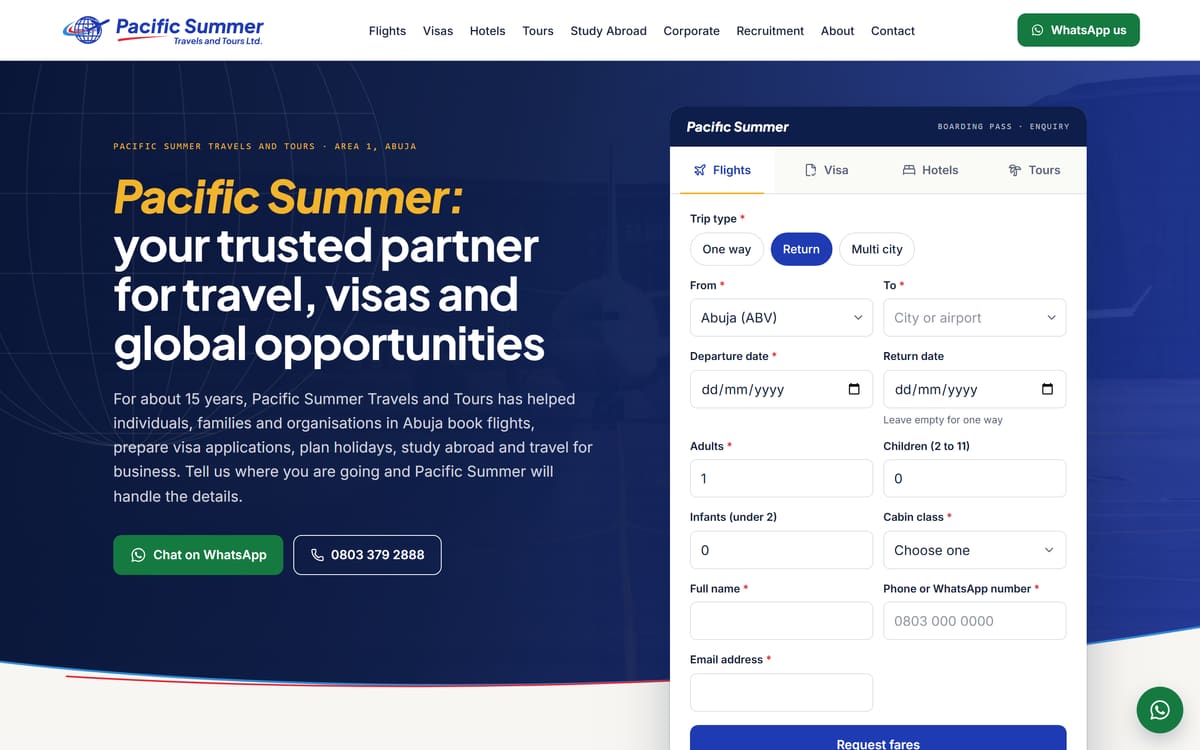 Pacific Summer
Travels and Tours Ltd.
Flights
Visas
Hotels
Tours
Study Abroad
Corporate
Recruitment
About
Contact
WhatsApp us
PACIFIC SUMMER TRAVELS AND TOURS · AREA 1, ABUJA
Pacific Summer:
your trusted partner
for travel, visas and
global opportunities
For about 15 years, Pacific Summer Travels and Tours has helped
individuals, families and organisations in Abuja book flights,
prepare visa applications, plan holidays, study abroad and travel for
business. Tell us where you are going and Pacific Summer will
handle the details.
Chat on WhatsApp
0803 379 2888
Pacific Summer
BOARDING PASS · ENQUIRY
Flights
Visa
Hotels
Tours
Trip type *
One way
Return
Multi city
From *
To *
Abuja (ABV)
City or airport
Departure date *
Return date
dd/mm/yyyy
dd/mm/yyyy
Leave empty for one way
Adults *
Children (2 to 11)
1
0
Infants (under 2)
Cabin class *
0
Choose one
Full name *
Phone or WhatsApp number *
0803 000 0000
Email address *
Request fares